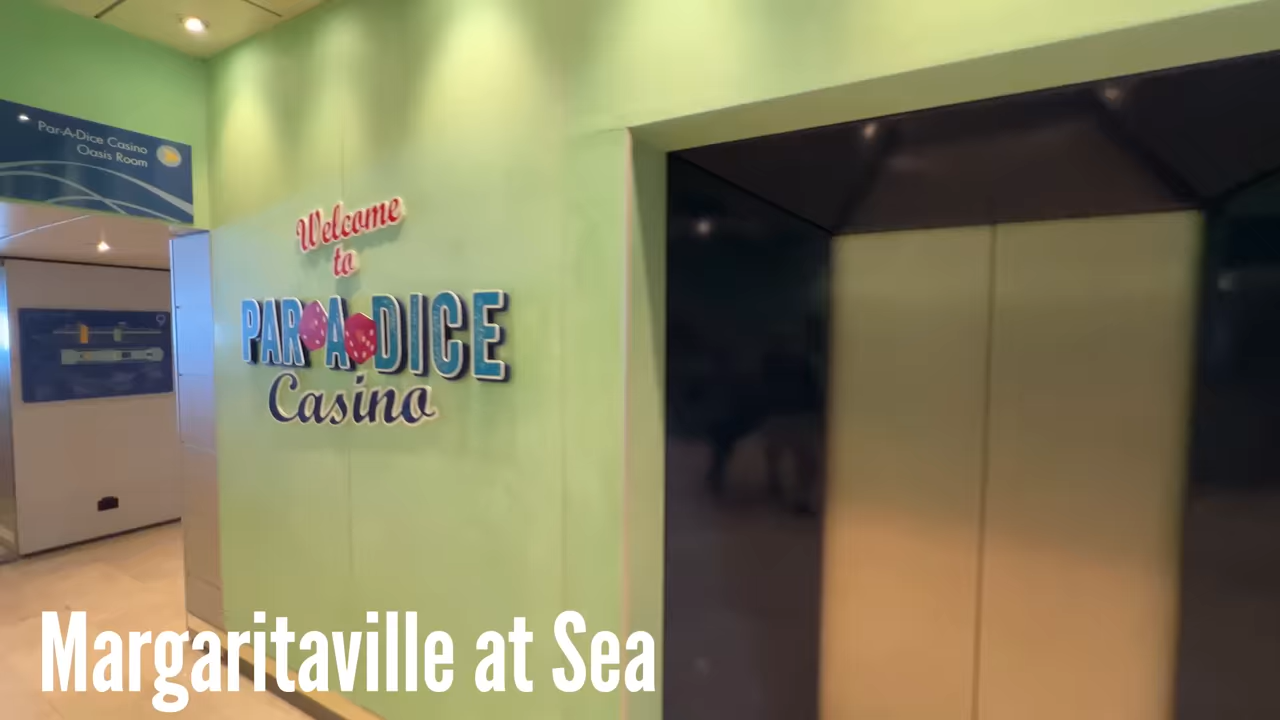 Par-A-Dice Casino
Oasis Room
Welcome
to
PAR A DICE
Casino
Margaritaville at Sea